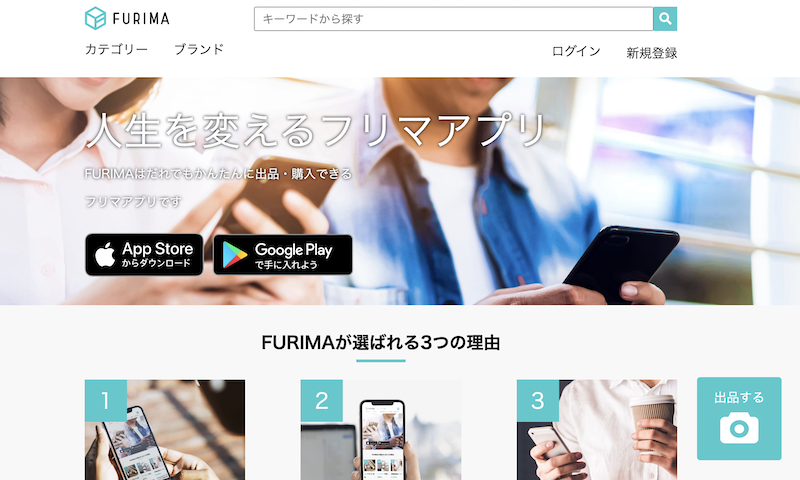 FURIMA
キーワードから探す
カテゴリー ブランド
ログイン 新規登録
人生を変えるフリマアプリ
FURIMAはだれでもかんたんに出品・購入できる
フリマアプリです
App Store
からダウンロード
Google Play
で手に入れよう
FURIMAが選ばれる3つの理由
1
2
3
出品する